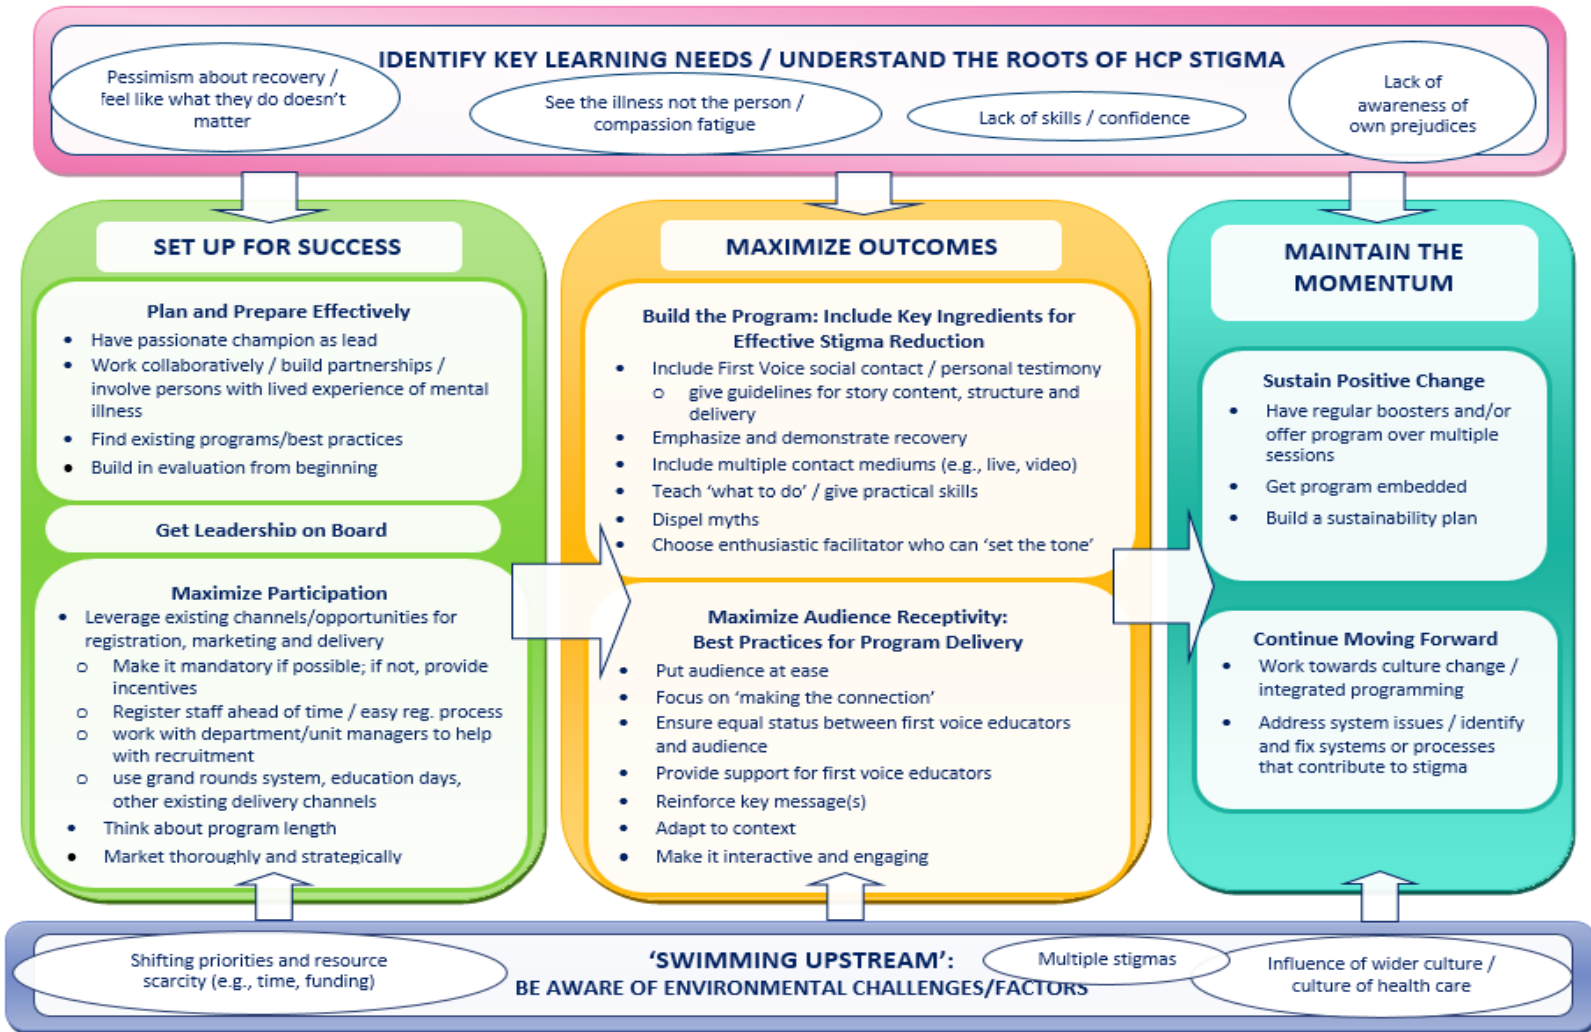 IDENTIFY KEY LEARNING NEEDS / UNDERSTAND THE ROOTS OF HCP STIGMA
Pessimism about recovery /
feel like what they do doesn't
matter
See the illness not the person /
compassion fatigue
Lack of skills / confidence
Lack of
awareness of
own prejudices
SET UP FOR SUCCESS
Plan and Prepare Effectively
• Have passionate champion as lead
• Work collaboratively / build partnerships /
involve persons with lived experience of mental
illness
• Find existing programs/best practices
• Build in evaluation from beginning
Get Leadership on Board
Maximize Participation
• Leverage existing channels/opportunities for
registration, marketing and delivery
o Make it mandatory if possible; if not, provide
incentives
o Register staff ahead of time / easy reg. process
o work with department/unit managers to help
with recruitment
o use grand rounds system, education days,
other existing delivery channels
• Think about program length
• Market thoroughly and strategically
MAXIMIZE OUTCOMES
Build the Program: Include Key Ingredients for
Effective Stigma Reduction
• Include First Voice social contact / personal testimony
o give guidelines for story content, structure and
delivery
• Emphasize and demonstrate recovery
• Include multiple contact mediums (e.g., live, video)
• Teach 'what to do' / give practical skills
• Dispel myths
• Choose enthusiastic facilitator who can 'set the tone'
Maximize Audience Receptivity:
Best Practices for Program Delivery
• Put audience at ease
• Focus on 'making the connection'
• Ensure equal status between first voice educators
and audience
• Provide support for first voice educators
• Reinforce key message(s)
• Adapt to context
• Make it interactive and engaging
MAINTAIN THE
MOMENTUM
Sustain Positive Change
• Have regular boosters and/or
offer program over multiple
sessions
• Get program embedded
• Build a sustainability plan
Continue Moving Forward
• Work towards culture change /
integrated programming
• Address system issues / identify
and fix systems or processes
that contribute to stigma
'SWIMMING UPSTREAM':
BE AWARE OF ENVIRONMENTAL CHALLENGES/FACTORS
Shifting priorities and resource
scarcity (e.g., time, funding)
Multiple stigmas
Influence of wider culture /
culture of health care